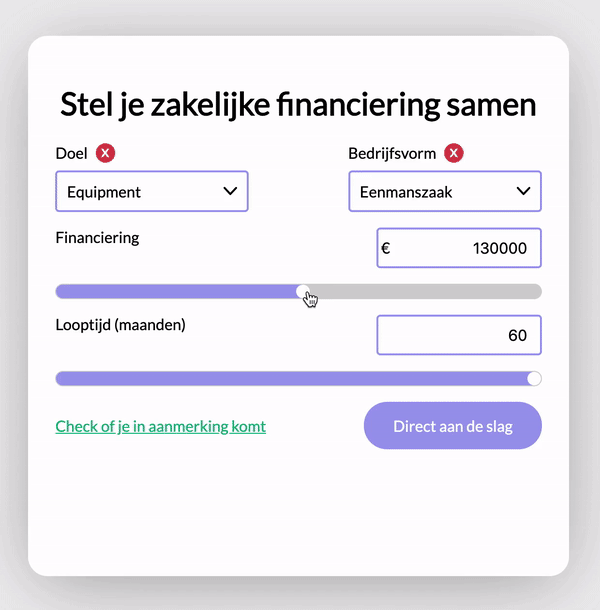 Stel je zakelijke financiering samen
Doel X
Bedrijfsvorm X
Equipment
Eenmanszaak
Financiering
€ 130000
Looptijd (maanden)
60
Check of je in aanmerking komt
Direct aan de slag